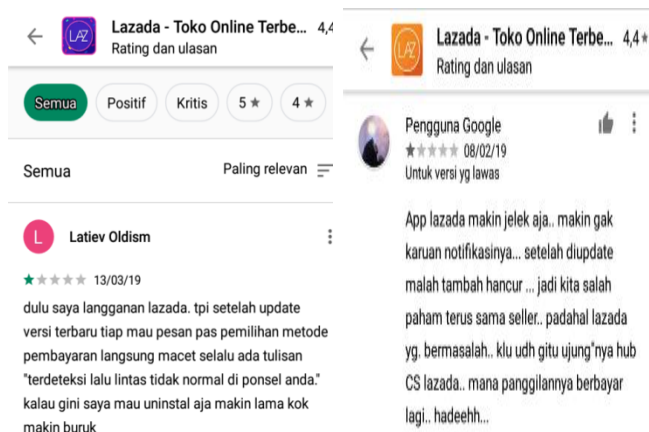 LAZ
Lazada - Toko Online Terbe... 4,4
Rating dan ulasan
Semua
Positif
Kritis
5 ★
4 ★
Semua
Paling relevan
L
Latiev Oldism
13/03/19
dulu saya langganan lazada. tpi setelah update
versi terbaru tiap mau pesan pas pemilihan metode
pembayaran langsung macet selalu ada tulisan
"terdeteksi lalu lintas tidak normal di ponsel anda."
kalau gini saya mau uninstal aja makin lama kok
makin buruk
LAZ
Lazada - Toko Online Terbe... 4,4★
Rating dan ulasan
Pengguna Google
08/02/19
Untuk versi yg lawas
App lazada makin jelek aja.. makin gak
karuan notifikasinya... setelah diupdate
malah tambah hancur ... jadi kita salah
paham terus sama seller.. padahal lazada
yg. bermasalah.. klu udh gitu ujung"nya hub
CS lazada.. mana panggilannya berbayar
lagi.. hadeehh...